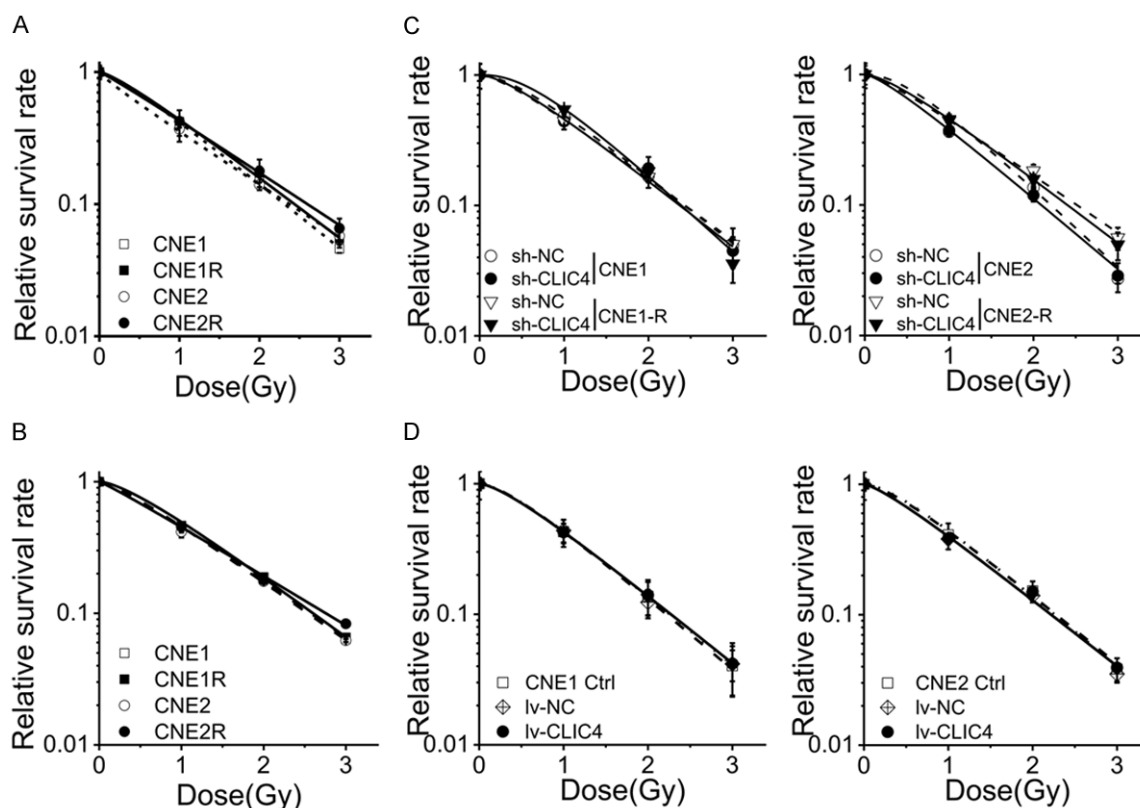 A
Relative survival rate
1
0.1
0.01
CNE1
CNE1R
CNE2
CNE2R
0 1 2 3
Dose(Gy)
C
Relative survival rate
1
0.1
0.01
sh-NC
sh-CLIC4
CNE1
sh-NC
sh-CLIC4
CNE1-R
0 1 2 3
Dose(Gy)
Relative survival rate
1
0.1
0.01
sh-NC
sh-CLIC4
CNE2
sh-NC
sh-CLIC4
CNE2-R
0 1 2 3
Dose(Gy)
B
Relative survival rate
1
0.1
0.01
CNE1
CNE1R
CNE2
CNE2R
0 1 2 3
Dose(Gy)
D
Relative survival rate
1
0.1
0.01
CNE1 Ctrl
lv-NC
lv-CLIC4
0 1 2 3
Dose(Gy)
Relative survival rate
1
0.1
0.01
CNE2 Ctrl
lv-NC
lv-CLIC4
0 1 2 3
Dose(Gy)